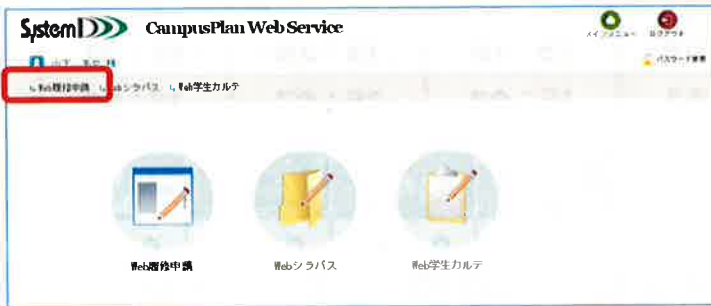 SystemD CampusPlan Web Service
メインメニュー ログアウト
パスワード変更
Web履修申請 Webシラバス Web学生カルテ
Web履修申請 Webシラバス Web学生カルテ